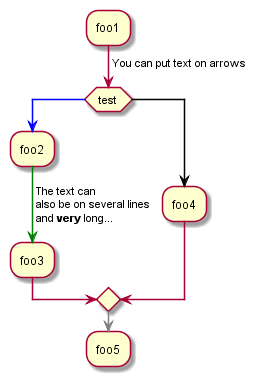 foo1
You can put text on arrows
test
foo2
The text can
also be on several lines
and very long...
foo4
foo3
foo5